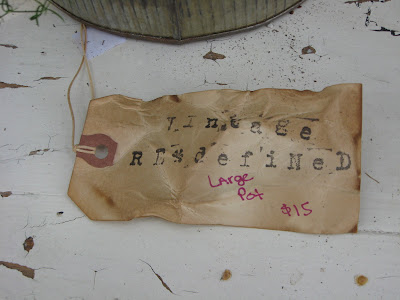 Vintage
REdefiNeD
Large
Pot
$15